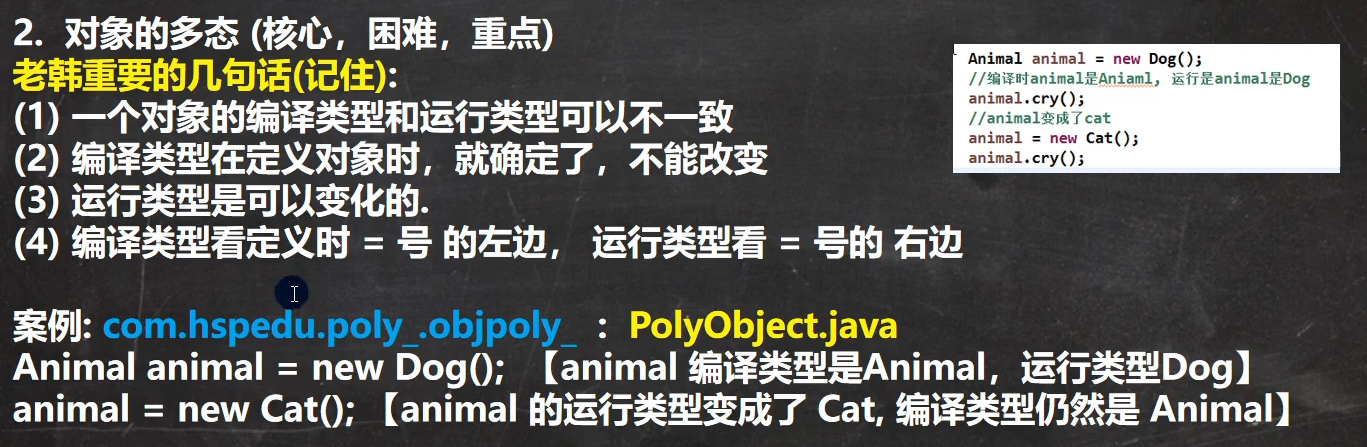 2. 对象的多态 (核心，困难，重点)
老韩重要的几句话(记住):
(1) 一个对象的编译类型和运行类型可以不一致
(2) 编译类型在定义对象时，就确定了，不能改变
(3) 运行类型是可以变化的.
(4) 编译类型看定义时 = 号 的左边， 运行类型看 = 号的 右边
Animal animal = new Dog();
//编译时animal是Aniaml, 运行是animal是Dog
animal.cry();
//animal变成了cat
animal = new Cat();
animal.cry();
案例: com.hspedu.poly_.objpoly_ : PolyObject.java
Animal animal = new Dog(); 【animal 编译类型是Animal，运行类型Dog】
animal = new Cat(); 【animal 的运行类型变成了 Cat, 编译类型仍然是 Animal】